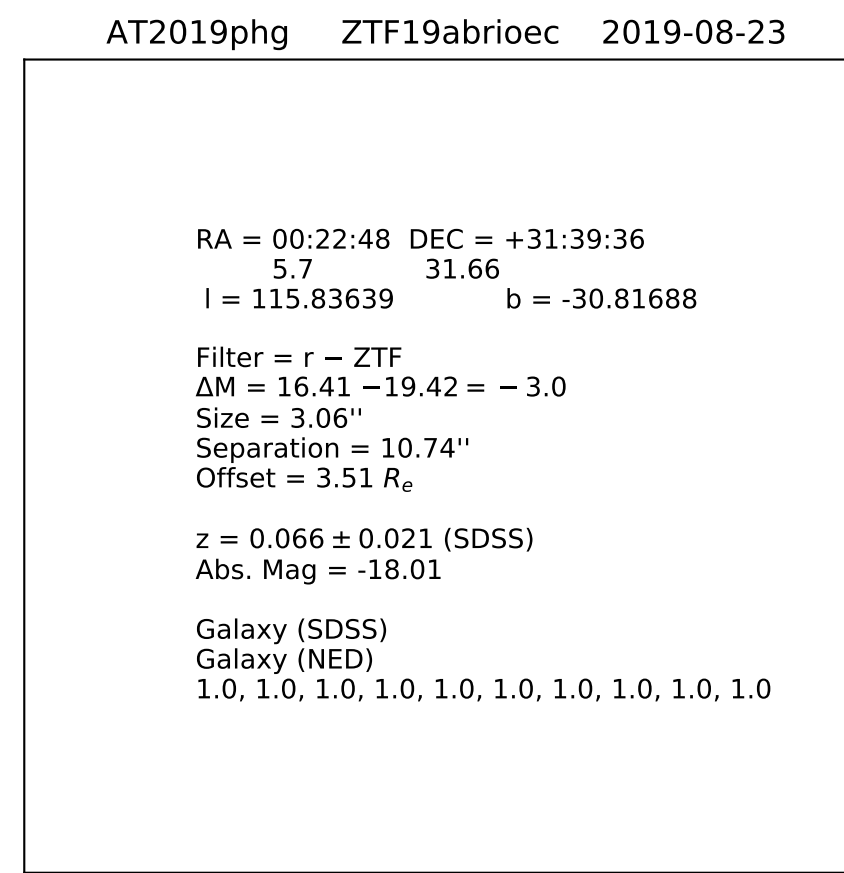 AT2019phg ZTF19abrioec 2019-08-23
RA = 00:22:48 DEC = +31:39:36
5.7 31.66
l = 115.83639 b = -30.81688
Filter = r − ZTF
ΔM = 16.41 −19.42 = − 3.0
Size = 3.06''
Separation = 10.74''
Offset = 3.51 Rₑ
z = 0.066 ± 0.021 (SDSS)
Abs. Mag = -18.01
Galaxy (SDSS)
Galaxy (NED)
1.0, 1.0, 1.0, 1.0, 1.0, 1.0, 1.0, 1.0, 1.0, 1.0